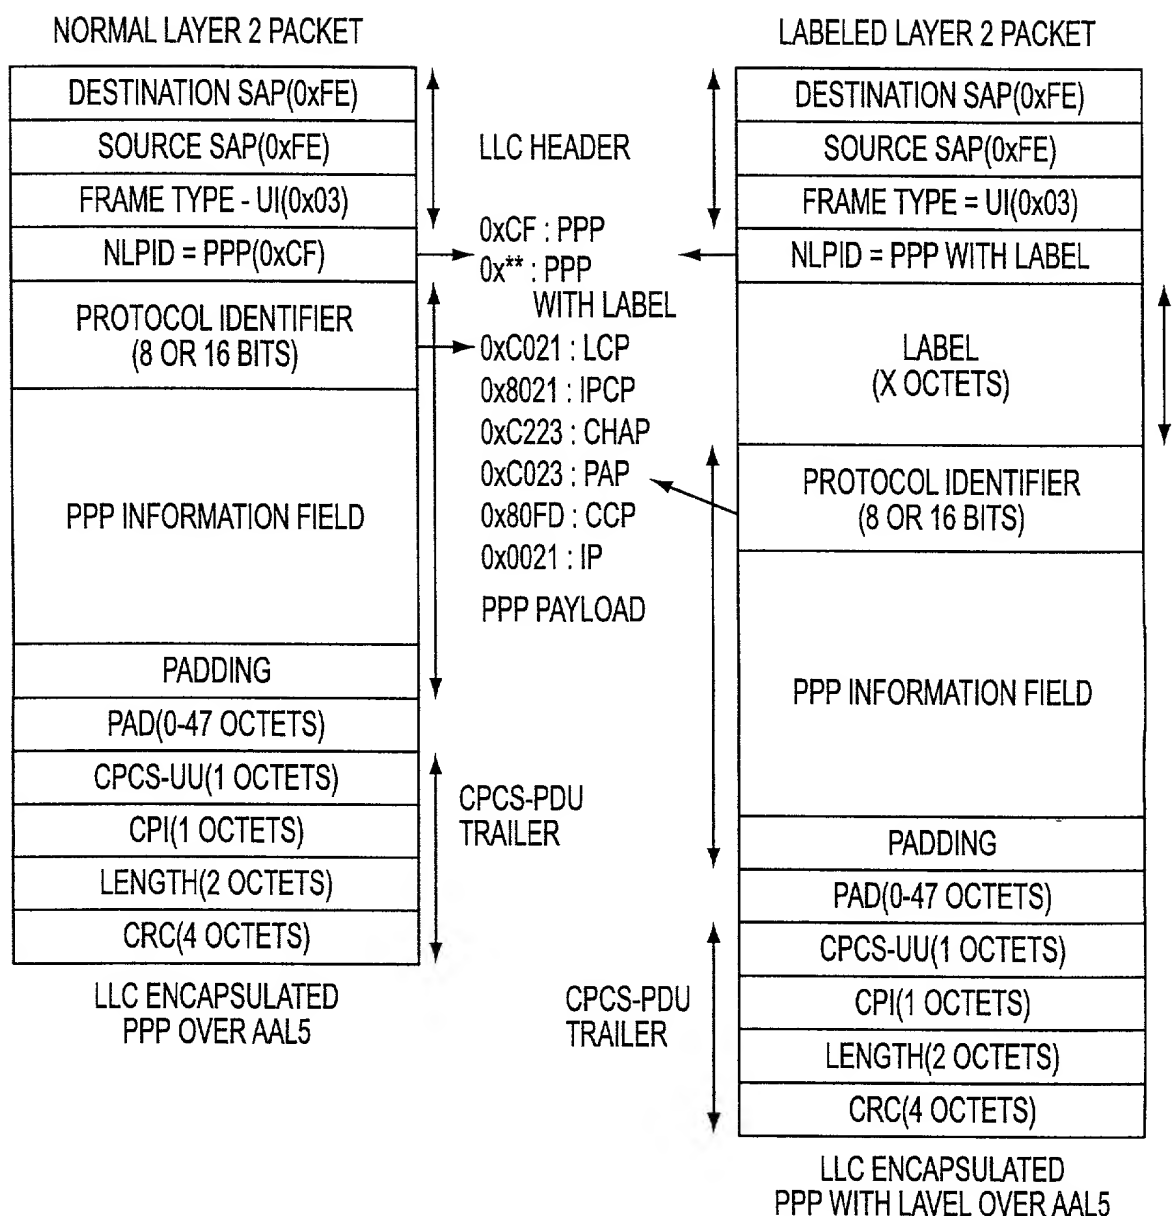 NORMAL LAYER 2 PACKET
DESTINATION SAP(0xFE)
SOURCE SAP(0xFE)
FRAME TYPE - UI(0x03)
NLPID = PPP(0xCF)
PROTOCOL IDENTIFIER
(8 OR 16 BITS)
PPP INFORMATION FIELD
PADDING
PAD(0-47 OCTETS)
CPCS-UU(1 OCTETS)
CPI(1 OCTETS)
LENGTH(2 OCTETS)
CRC(4 OCTETS)
LLC ENCAPSULATED
PPP OVER AAL5
LLC HEADER
0xCF : PPP
0x** : PPP
WITH LABEL
0xC021 : LCP
0x8021 : IPCP
0xC223 : CHAP
0xC023 : PAP
0x80FD : CCP
0x0021 : IP
PPP PAYLOAD
CPCS-PDU
TRAILER
CPCS-PDU
TRAILER
LABELED LAYER 2 PACKET
DESTINATION SAP(0xFE)
SOURCE SAP(0xFE)
FRAME TYPE = UI(0x03)
NLPID = PPP WITH LABEL
LABEL
(X OCTETS)
PROTOCOL IDENTIFIER
(8 OR 16 BITS)
PPP INFORMATION FIELD
PADDING
PAD(0-47 OCTETS)
CPCS-UU(1 OCTETS)
CPI(1 OCTETS)
LENGTH(2 OCTETS)
CRC(4 OCTETS)
LLC ENCAPSULATED
PPP WITH LAVEL OVER AAL5